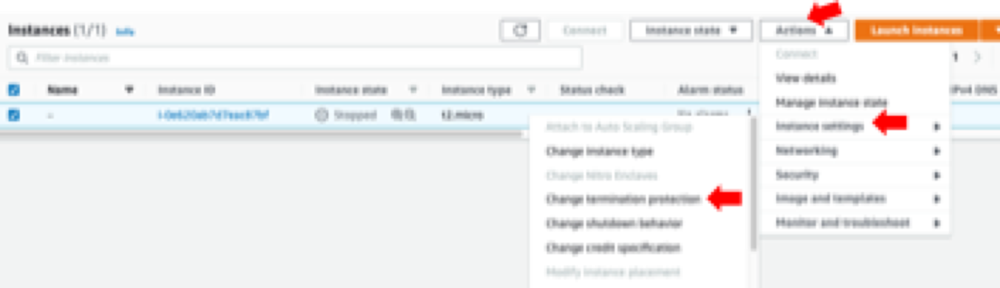 Instances (1/1) Info
Connect
Instance state
Actions
Launch instances
Filter instances
1
Name
Instance ID
Instance state
Instance type
Status check
Alarm status
IPv4 DNS
-
Stopped
t2.micro
Connect
View details
Manage instance state
Instance settings
Networking
Security
Image and templates
Monitor and troubleshoot
Attach to Auto Scaling Group
Change instance type
Change Nitro Enclaves
Change termination protection
Change shutdown behavior
Change credit specification
Modify instance placement